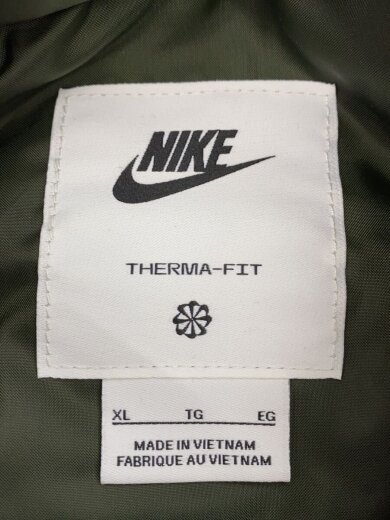 NIKE
THERMA-FIT
XL TG EG
MADE IN VIETNAM
FABRIQUE AU VIETNAM